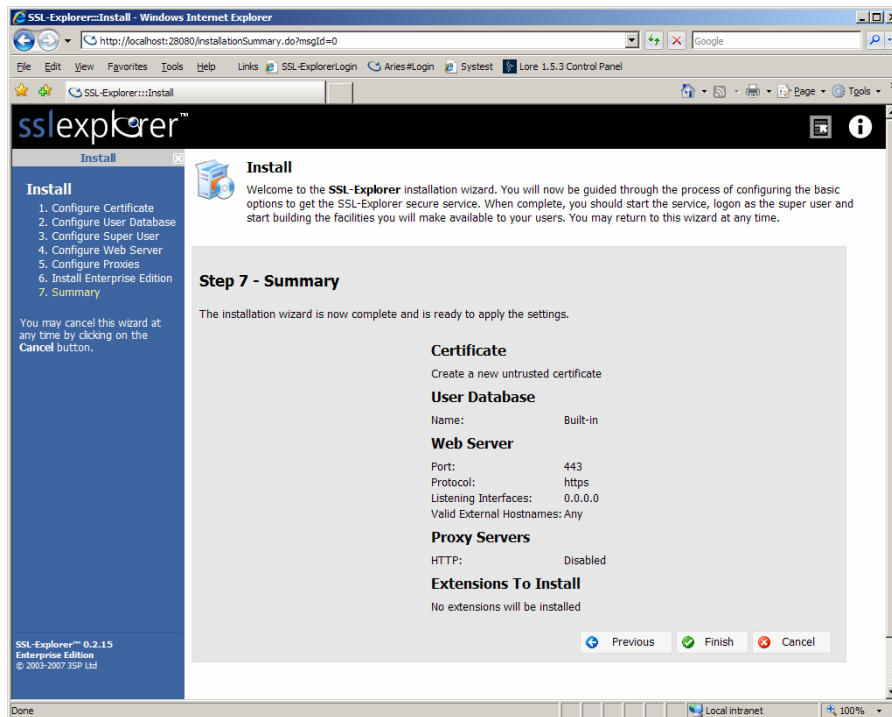 SSL-Explorer:::Install - Windows Internet Explorer
http://localhost:28080/installationSummary.do?msgId=0
Google
File Edit View Favorites Tools Help Links SSL-ExplorerLogin Aries#Login Systest Lore 1.5.3 Control Panel
SSL-Explorer:::Install
Page Tools
sslexplorer™
Install
Install
1. Configure Certificate
2. Configure User Database
3. Configure Super User
4. Configure Web Server
5. Configure Proxies
6. Install Enterprise Edition
7. Summary
You may cancel this wizard at
any time by clicking on the
Cancel button.
SSL-Explorer™ 0.2.15
Enterprise Edition
© 2003-2007 3SP Ltd
Install
Welcome to the SSL-Explorer installation wizard. You will now be guided through the process of configuring the basic
options to get the SSL-Explorer secure service. When complete, you should start the service, logon as the super user and
start building the facilities you will make available to your users. You may return to this wizard at any time.
Step 7 - Summary
The installation wizard is now complete and is ready to apply the settings.
Certificate
Create a new untrusted certificate
User Database
Name: Built-in
Web Server
Port: 443
Protocol: https
Listening Interfaces: 0.0.0.0
Valid External Hostnames: Any
Proxy Servers
HTTP: Disabled
Extensions To Install
No extensions will be installed
Previous Finish Cancel
Done Local intranet 100%